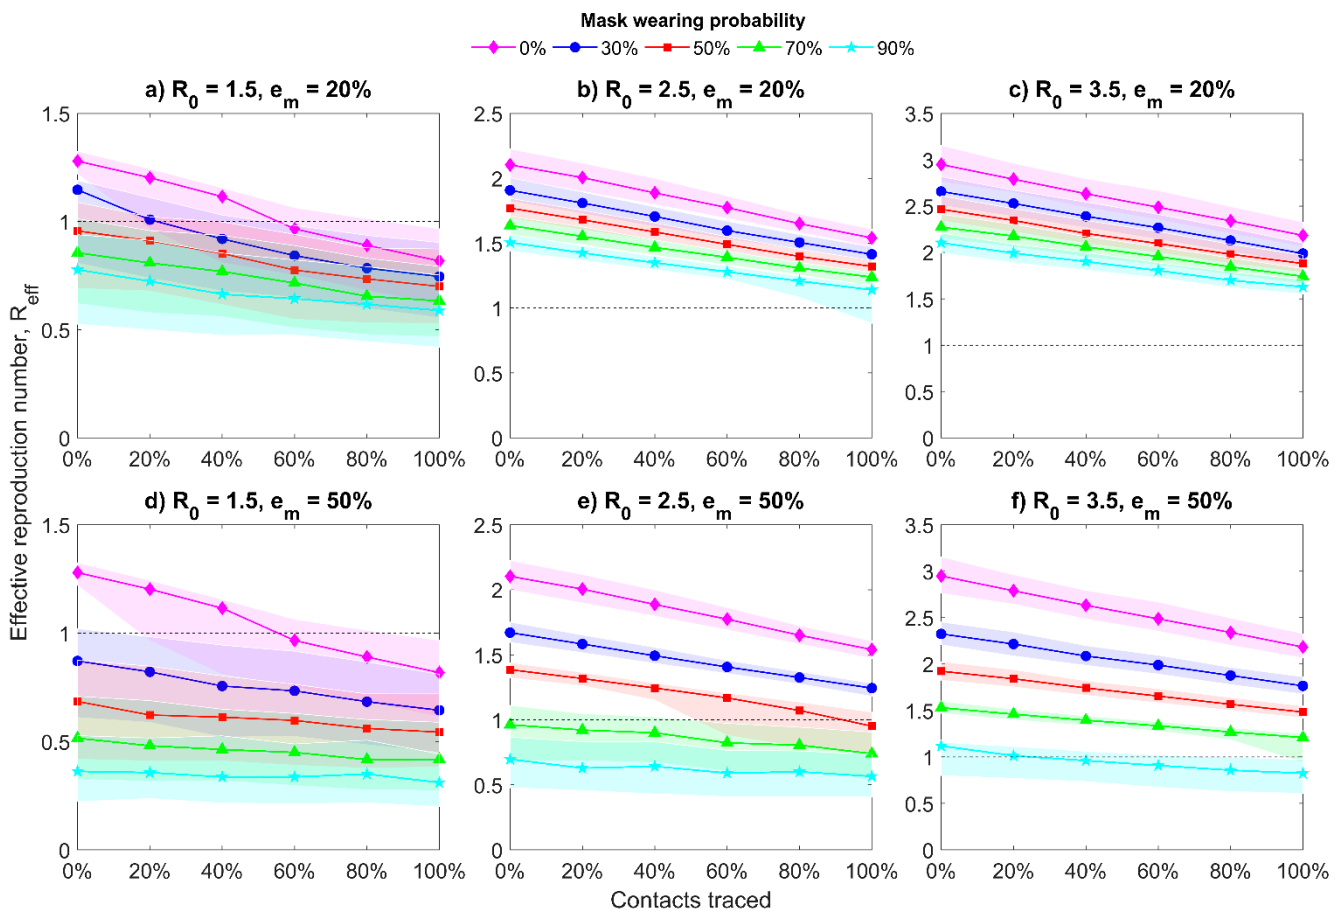 Mask wearing probability
0% 30% 50% 70% 90%
a) R0 = 1.5, em = 20%
1.5
1
0.5
0
0% 20% 40% 60% 80% 100%
b) R0 = 2.5, em = 20%
2.5
2
1.5
1
0.5
0
0% 20% 40% 60% 80% 100%
c) R0 = 3.5, em = 20%
3.5
3
2.5
2
1.5
1
0.5
0
0% 20% 40% 60% 80% 100%
Effective reproduction number, Reff
d) R0 = 1.5, em = 50%
1.5
1
0.5
0
0% 20% 40% 60% 80% 100%
e) R0 = 2.5, em = 50%
2.5
2
1.5
1
0.5
0
0% 20% 40% 60% 80% 100%
f) R0 = 3.5, em = 50%
3.5
3
2.5
2
1.5
1
0.5
0
0% 20% 40% 60% 80% 100%
Contacts traced